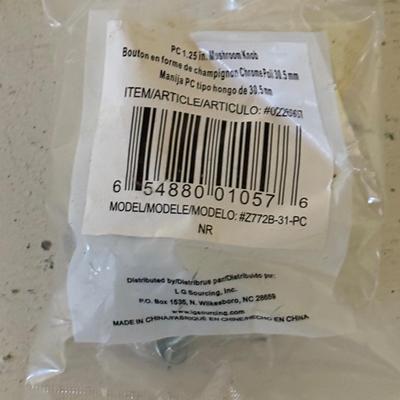 PC 1.25 in. Mushroom Knob
Bouton en forme de champignon Chrome Poli 30.5 mm
Manija PC tipo hongo de 30.5 mm
ITEM/ARTICLE/ARTICULO:
6 54880 01057 6
MODEL/MODELE/MODELO: #Z772B-31-PC
NR
Distributed by/Distribrus par/Distribuido por:
L G Sourcing, Inc.
P.O. Box 1535, N. Wilkesboro, NC 28659
www.lgsourcing.com
MADE IN CHINA/FABRIQUÉ EN CHINE/HECHO EN CHINA